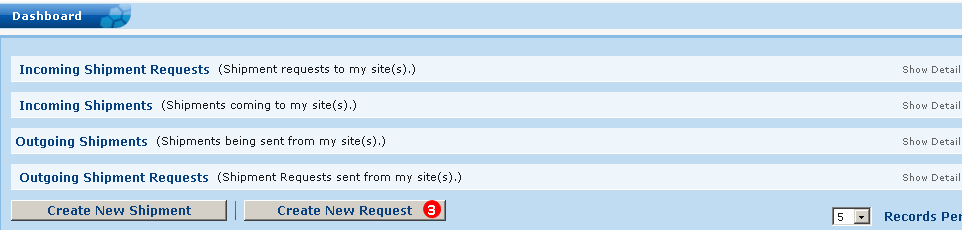 Dashboard
Incoming Shipment Requests (Shipment requests to my site(s).) Show Detail
Incoming Shipments (Shipments coming to my site(s).) Show Detail
Outgoing Shipments (Shipments being sent from my site(s).) Show Detail
Outgoing Shipment Requests (Shipment Requests sent from my site(s).) Show Detail
Create New Shipment Create New Request 3
5 Records Per